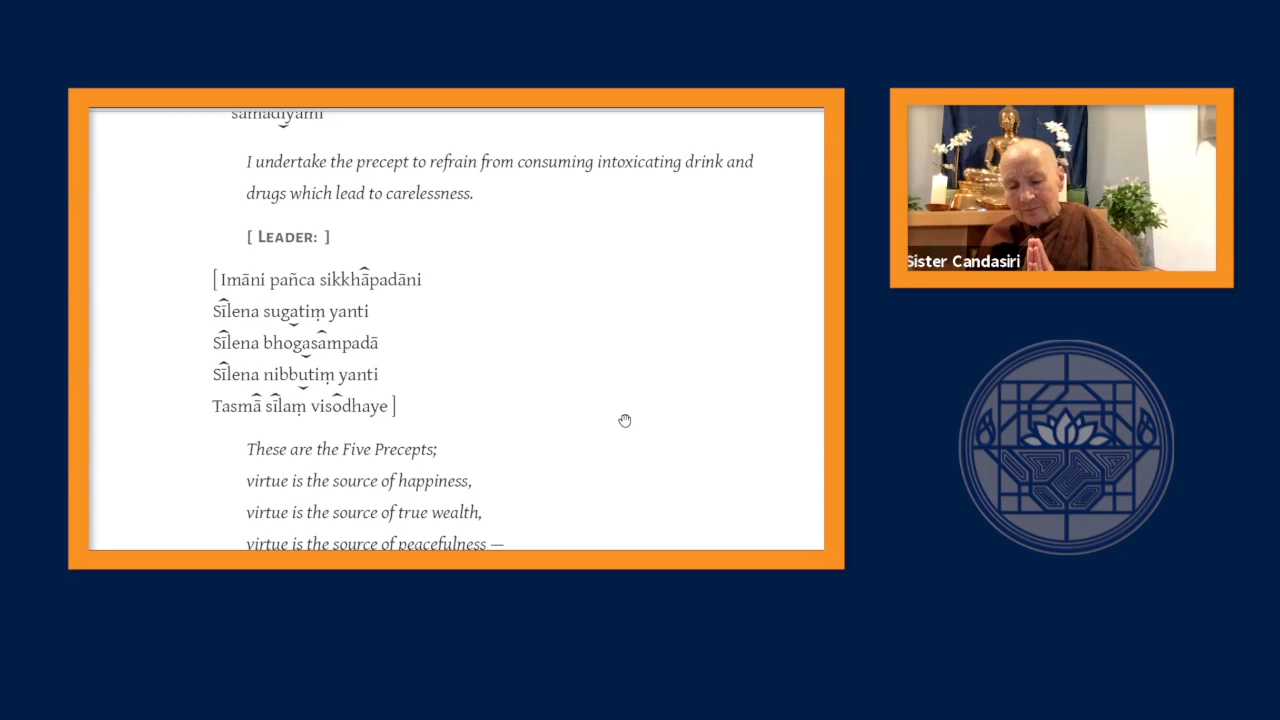 samādiyāmi
I undertake the precept to refrain from consuming intoxicating drink and
drugs which lead to carelessness.
[ LEADER: ]
[ Imāni pañca sikkhāpadāni
Sīlena sugatiṃ yanti
Sīlena bhogasampadā
Sīlena nibbutiṃ yanti
Tasmā sīlaṃ visodhaye ]
These are the Five Precepts;
virtue is the source of happiness,
virtue is the source of true wealth,
virtue is the source of peacefulness —
Sister Candasiri